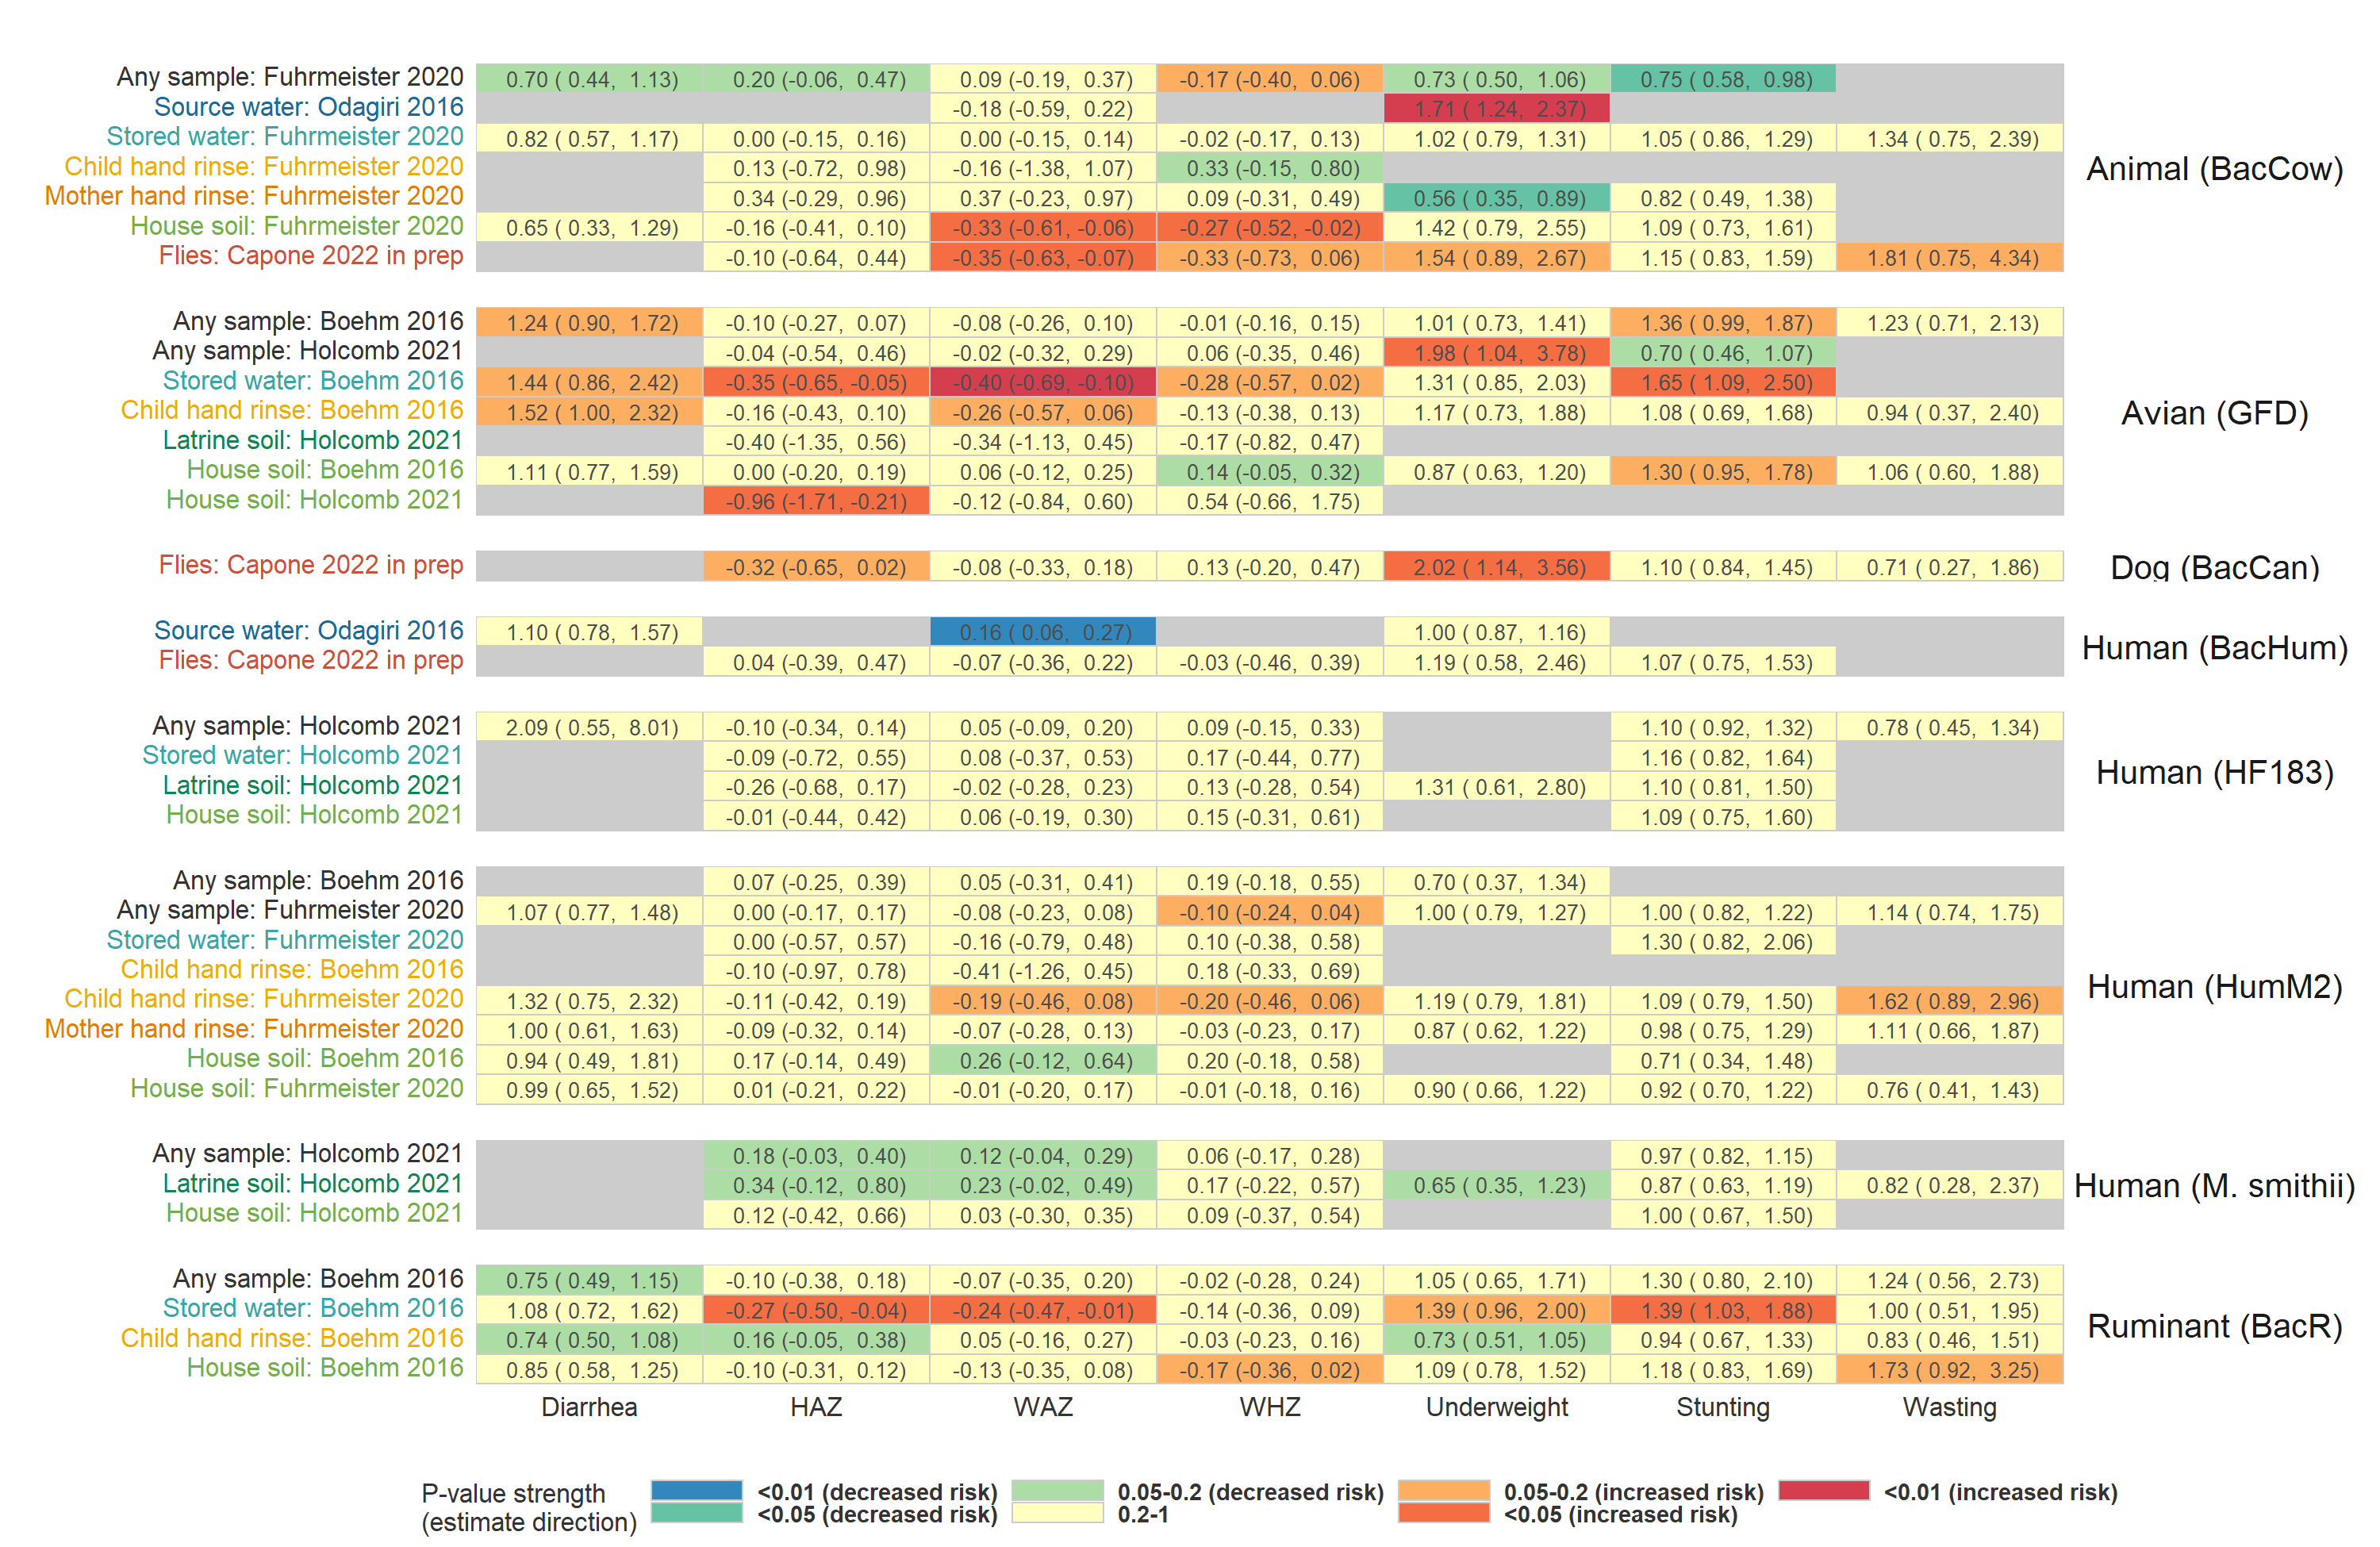 Any sample: Fuhrmeister 2020 0.70 ( 0.44, 1.13) 0.20 (-0.06, 0.47) 0.09 (-0.19, 0.37) -0.17 (-0.40, 0.06) 0.73 ( 0.50, 1.06) 0.75 ( 0.58, 0.98)
Source water: Odagiri 2016 -0.18 (-0.59, 0.22) 1.71 ( 1.24, 2.37)
Stored water: Fuhrmeister 2020 0.82 ( 0.57, 1.17) 0.00 (-0.15, 0.16) 0.00 (-0.15, 0.14) -0.02 (-0.17, 0.13) 1.02 ( 0.79, 1.31) 1.05 ( 0.86, 1.29) 1.34 ( 0.75, 2.39)
Child hand rinse: Fuhrmeister 2020 0.13 (-0.72, 0.98) -0.16 (-1.38, 1.07) 0.33 (-0.15, 0.80)
Animal (BacCow)
Mother hand rinse: Fuhrmeister 2020 0.34 (-0.29, 0.96) 0.37 (-0.23, 0.97) 0.09 (-0.31, 0.49) 0.56 ( 0.35, 0.89) 0.82 ( 0.49, 1.38)
House soil: Fuhrmeister 2020 0.65 ( 0.33, 1.29) -0.16 (-0.41, 0.10) -0.33 (-0.61, -0.06) -0.27 (-0.52, -0.02) 1.42 ( 0.79, 2.55) 1.09 ( 0.73, 1.61)
Flies: Capone 2022 in prep -0.10 (-0.64, 0.44) -0.35 (-0.63, -0.07) -0.33 (-0.73, 0.06) 1.54 ( 0.89, 2.67) 1.15 ( 0.83, 1.59) 1.81 ( 0.75, 4.34)
Any sample: Boehm 2016 1.24 ( 0.90, 1.72) -0.10 (-0.27, 0.07) -0.08 (-0.26, 0.10) -0.01 (-0.16, 0.15) 1.01 ( 0.73, 1.41) 1.36 ( 0.99, 1.87) 1.23 ( 0.71, 2.13)
Any sample: Holcomb 2021 -0.04 (-0.54, 0.46) -0.02 (-0.32, 0.29) 0.06 (-0.35, 0.46) 1.98 ( 1.04, 3.78) 0.70 ( 0.46, 1.07)
Stored water: Boehm 2016 1.44 ( 0.86, 2.42) -0.35 (-0.65, -0.05) -0.40 (-0.69, -0.10) -0.28 (-0.57, 0.02) 1.31 ( 0.85, 2.03) 1.65 ( 1.09, 2.50)
Child hand rinse: Boehm 2016 1.52 ( 1.00, 2.32) -0.16 (-0.43, 0.10) -0.26 (-0.57, 0.06) -0.13 (-0.38, 0.13) 1.17 ( 0.73, 1.88) 1.08 ( 0.69, 1.68) 0.94 ( 0.37, 2.40)
Avian (GFD)
Latrine soil: Holcomb 2021 -0.40 (-1.35, 0.56) -0.34 (-1.13, 0.45) -0.17 (-0.82, 0.47)
House soil: Boehm 2016 1.11 ( 0.77, 1.59) 0.00 (-0.20, 0.19) 0.06 (-0.12, 0.25) 0.14 (-0.05, 0.32) 0.87 ( 0.63, 1.20) 1.30 ( 0.95, 1.78) 1.06 ( 0.60, 1.88)
House soil: Holcomb 2021 -0.96 (-1.71, -0.21) -0.12 (-0.84, 0.60) 0.54 (-0.66, 1.75)
Flies: Capone 2022 in prep -0.32 (-0.65, 0.02) -0.08 (-0.33, 0.18) 0.13 (-0.20, 0.47) 2.02 ( 1.14, 3.56) 1.10 ( 0.84, 1.45) 0.71 ( 0.27, 1.86)
Dog (BacCan)
Source water: Odagiri 2016 1.10 ( 0.78, 1.57) 0.16 ( 0.06, 0.27) 1.00 ( 0.87, 1.16)
Human (BacHum)
Flies: Capone 2022 in prep 0.04 (-0.39, 0.47) -0.07 (-0.36, 0.22) -0.03 (-0.46, 0.39) 1.19 ( 0.58, 2.46) 1.07 ( 0.75, 1.53)
Any sample: Holcomb 2021 2.09 ( 0.55, 8.01) -0.10 (-0.34, 0.14) 0.05 (-0.09, 0.20) 0.09 (-0.15, 0.33) 1.10 ( 0.92, 1.32) 0.78 ( 0.45, 1.34)
Stored water: Holcomb 2021 -0.09 (-0.72, 0.55) 0.08 (-0.37, 0.53) 0.17 (-0.44, 0.77) 1.16 ( 0.82, 1.64)
Human (HF183)
Latrine soil: Holcomb 2021 -0.26 (-0.68, 0.17) -0.02 (-0.28, 0.23) 0.13 (-0.28, 0.54) 1.31 ( 0.61, 2.80) 1.10 ( 0.81, 1.50)
House soil: Holcomb 2021 -0.01 (-0.44, 0.42) 0.06 (-0.19, 0.30) 0.15 (-0.31, 0.61) 1.09 ( 0.75, 1.60)
Any sample: Boehm 2016 0.07 (-0.25, 0.39) 0.05 (-0.31, 0.41) 0.19 (-0.18, 0.55) 0.70 ( 0.37, 1.34)
Any sample: Fuhrmeister 2020 1.07 ( 0.77, 1.48) 0.00 (-0.17, 0.17) -0.08 (-0.23, 0.08) -0.10 (-0.24, 0.04) 1.00 ( 0.79, 1.27) 1.00 ( 0.82, 1.22) 1.14 ( 0.74, 1.75)
Stored water: Fuhrmeister 2020 0.00 (-0.57, 0.57) -0.16 (-0.79, 0.48) 0.10 (-0.38, 0.58) 1.30 ( 0.82, 2.06)
Child hand rinse: Boehm 2016 -0.10 (-0.97, 0.78) -0.41 (-1.26, 0.45) 0.18 (-0.33, 0.69)
Human (HumM2)
Child hand rinse: Fuhrmeister 2020 1.32 ( 0.75, 2.32) -0.11 (-0.42, 0.19) -0.19 (-0.46, 0.08) -0.20 (-0.46, 0.06) 1.19 ( 0.79, 1.81) 1.09 ( 0.79, 1.50) 1.62 ( 0.89, 2.96)
Mother hand rinse: Fuhrmeister 2020 1.00 ( 0.61, 1.63) -0.09 (-0.32, 0.14) -0.07 (-0.28, 0.13) -0.03 (-0.23, 0.17) 0.87 ( 0.62, 1.22) 0.98 ( 0.75, 1.29) 1.11 ( 0.66, 1.87)
House soil: Boehm 2016 0.94 ( 0.49, 1.81) 0.17 (-0.14, 0.49) 0.26 (-0.12, 0.64) 0.20 (-0.18, 0.58) 0.71 ( 0.34, 1.48)
House soil: Fuhrmeister 2020 0.99 ( 0.65, 1.52) 0.01 (-0.21, 0.22) -0.01 (-0.20, 0.17) -0.01 (-0.18, 0.16) 0.90 ( 0.66, 1.22) 0.92 ( 0.70, 1.22) 0.76 ( 0.41, 1.43)
Any sample: Holcomb 2021 0.18 (-0.03, 0.40) 0.12 (-0.04, 0.29) 0.06 (-0.17, 0.28) 0.97 ( 0.82, 1.15)
Latrine soil: Holcomb 2021 0.34 (-0.12, 0.80) 0.23 (-0.02, 0.49) 0.17 (-0.22, 0.57) 0.65 ( 0.35, 1.23) 0.87 ( 0.63, 1.19) 0.82 ( 0.28, 2.37) Human (M. smithii)
House soil: Holcomb 2021 0.12 (-0.42, 0.66) 0.03 (-0.30, 0.35) 0.09 (-0.37, 0.54) 1.00 ( 0.67, 1.50)
Any sample: Boehm 2016 0.75 ( 0.49, 1.15) -0.10 (-0.38, 0.18) -0.07 (-0.35, 0.20) -0.02 (-0.28, 0.24) 1.05 ( 0.65, 1.71) 1.30 ( 0.80, 2.10) 1.24 ( 0.56, 2.73)
Stored water: Boehm 2016 1.08 ( 0.72, 1.62) -0.27 (-0.50, -0.04) -0.24 (-0.47, -0.01) -0.14 (-0.36, 0.09) 1.39 ( 0.96, 2.00) 1.39 ( 1.03, 1.88) 1.00 ( 0.51, 1.95)
Ruminant (BacR)
Child hand rinse: Boehm 2016 0.74 ( 0.50, 1.08) 0.16 (-0.05, 0.38) 0.05 (-0.16, 0.27) -0.03 (-0.23, 0.16) 0.73 ( 0.51, 1.05) 0.94 ( 0.67, 1.33) 0.83 ( 0.46, 1.51)
House soil: Boehm 2016 0.85 ( 0.58, 1.25) -0.10 (-0.31, 0.12) -0.13 (-0.35, 0.08) -0.17 (-0.36, 0.02) 1.09 ( 0.78, 1.52) 1.18 ( 0.83, 1.69) 1.73 ( 0.92, 3.25)
Diarrhea HAZ WAZ WHZ Underweight Stunting Wasting
P-value strength <0.01 (decreased risk) 0.05-0.2 (decreased risk) 0.05-0.2 (increased risk) <0.01 (increased risk)
(estimate direction) <0.05 (decreased risk) 0.2-1 <0.05 (increased risk)